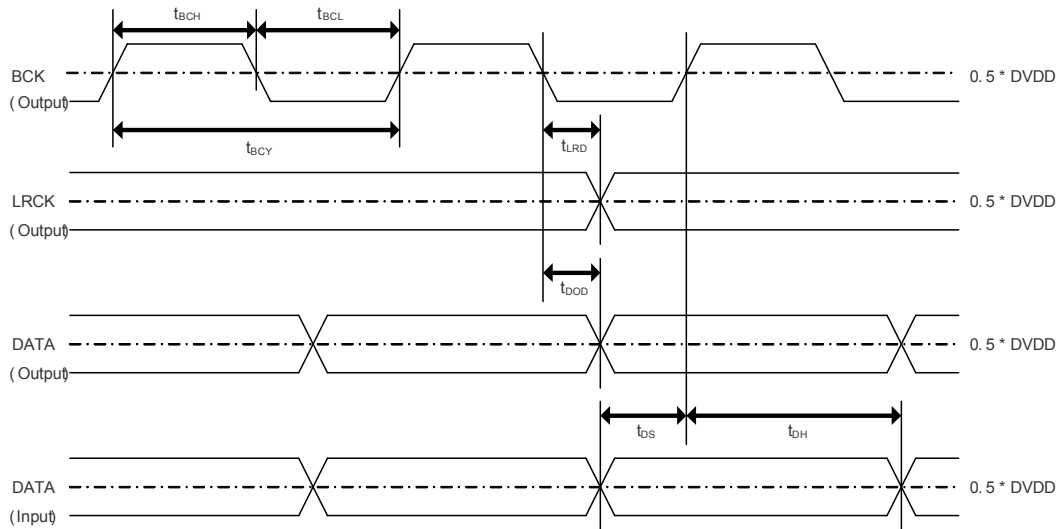 tBCH tBCL
BCK 0. 5 * DVDD
( Output)
tBCY tLRD
LRCK 0. 5 * DVDD
(Output)
tDOD
DATA 0. 5 * DVDD
(Output)
tDS tDH
DATA 0. 5 * DVDD
(Input)